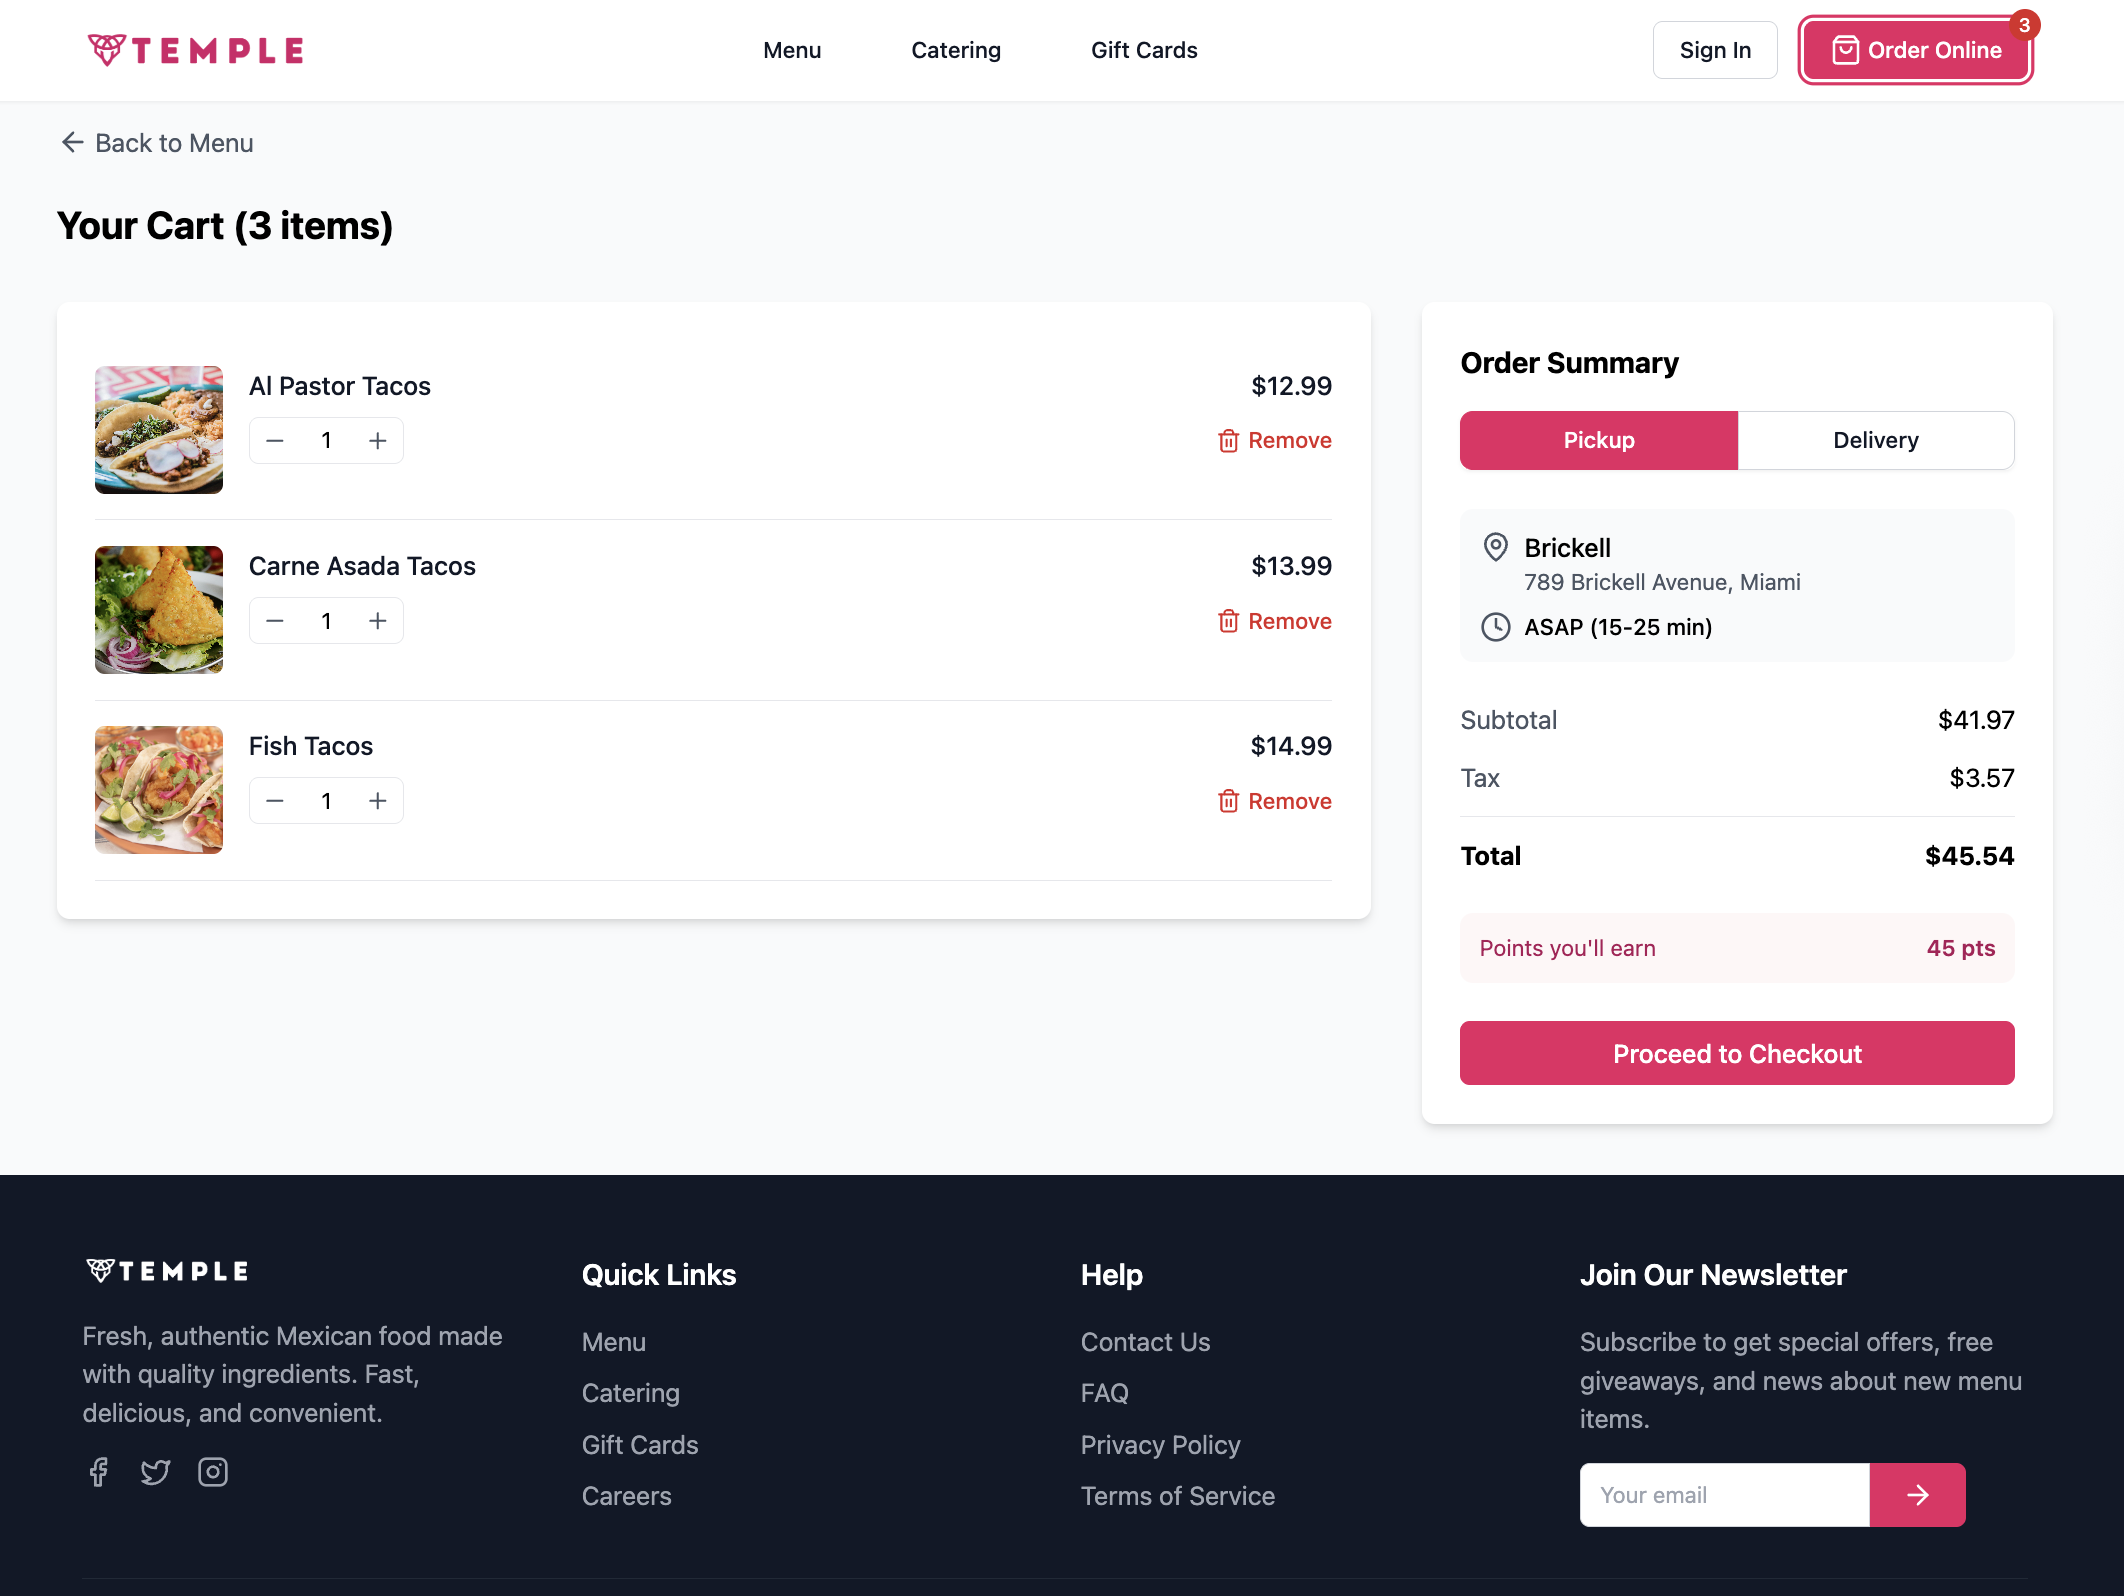 TEMPLE
Menu
Catering
Gift Cards
Sign In
Order Online
3
Back to Menu
Your Cart (3 items)
Al Pastor Tacos
$12.99
1
Remove
Carne Asada Tacos
$13.99
1
Remove
Fish Tacos
$14.99
1
Remove
Order Summary
Pickup
Delivery
Brickell
789 Brickell Avenue, Miami
ASAP (15-25 min)
Subtotal
$41.97
Tax
$3.57
Total
$45.54
Points you'll earn
45 pts
Proceed to Checkout
TEMPLE
Fresh, authentic Mexican food made
with quality ingredients. Fast,
delicious, and convenient.
Quick Links
Menu
Catering
Gift Cards
Careers
Help
Contact Us
FAQ
Privacy Policy
Terms of Service
Join Our Newsletter
Subscribe to get special offers, free
giveaways, and news about new menu
items.
Your email